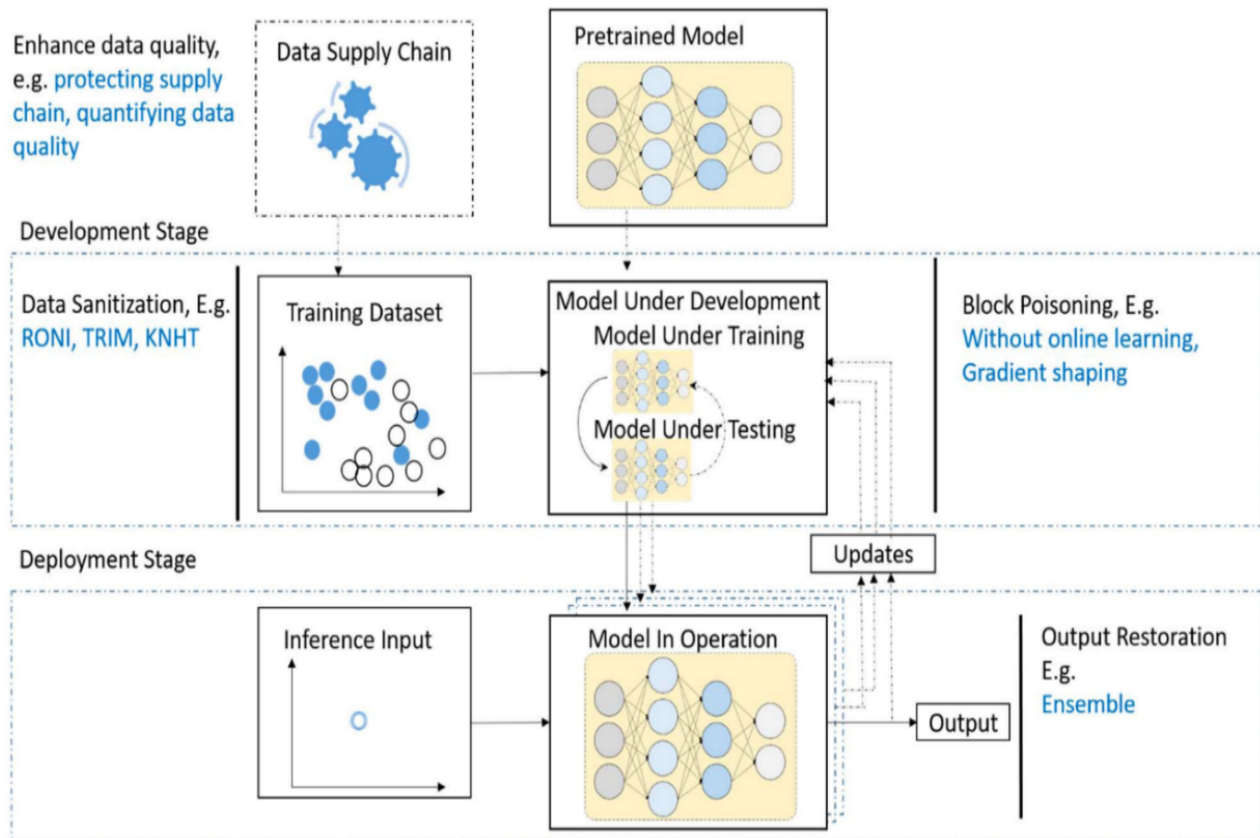 Enhance data quality,
e.g. protecting supply
chain, quantifying data
quality
Data Supply Chain
Pretrained Model
Development Stage
Data Sanitization, E.g.
RONI, TRIM, KNHT
Training Dataset
Model Under Development
Model Under Training
Model Under Testing
Block Poisoning, E.g.
Without online learning,
Gradient shaping
Updates
Deployment Stage
Inference Input
Model In Operation
Output
Output Restoration
E.g.
Ensemble